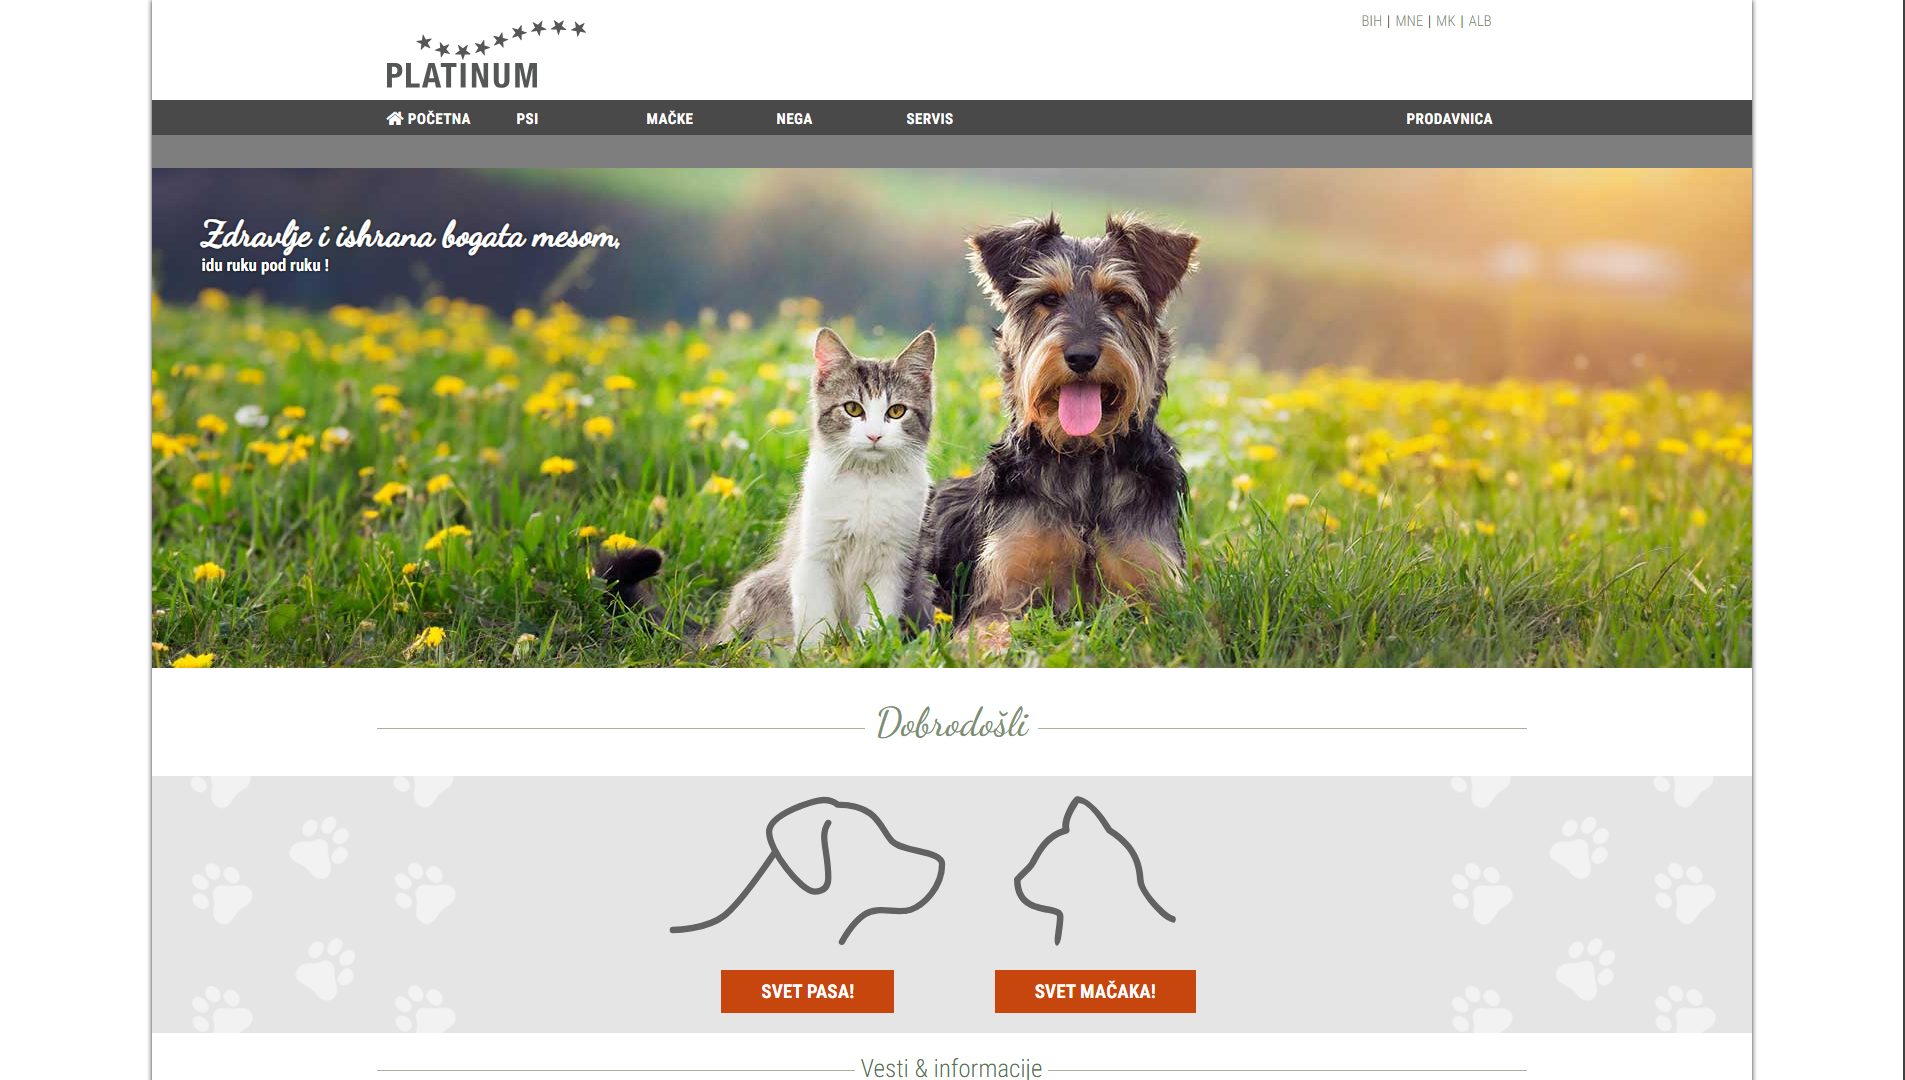 BIH | MNE | MK | ALB
PLATINUM
POČETNA PSI MAČKE NEGA SERVIS PRODAVNICA
Zdravlje i ishrana bogata mesom,
idu ruku pod ruku !
Dobrodošli
SVET PASA! SVET MAČAKA!
Vesti & informacije